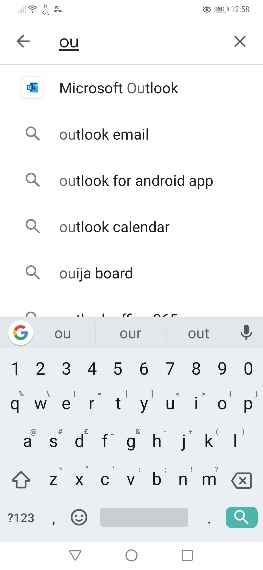 12:58
ou
Microsoft Outlook
outlook email
outlook for android app
outlook calendar
ouija board
ou our out
1 2 3 4 5 6 7 8 9 0
q w e r t y u i o p
a s d f g h j k l
z x c v b n m
?123 , .